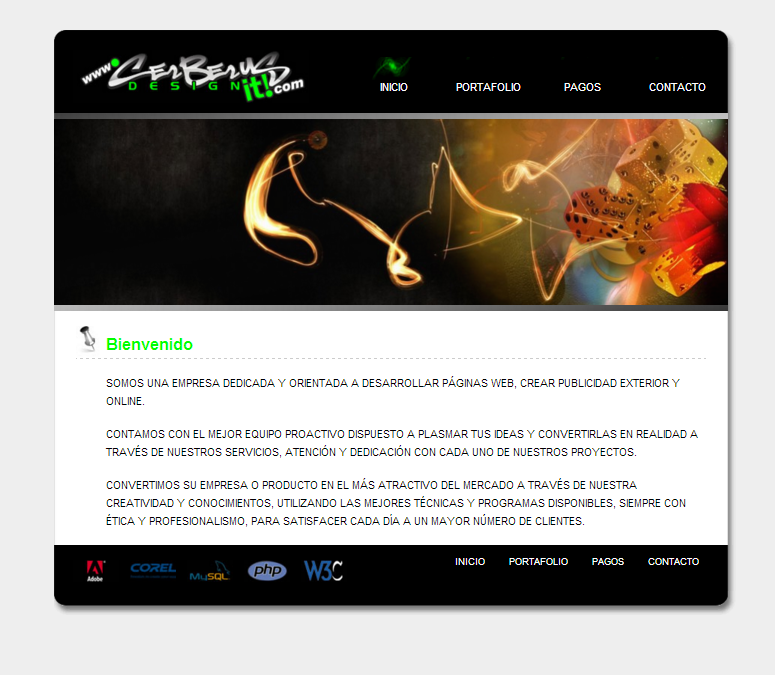 www.CerBerus
DESIGN it!.com
INICIO PORTAFOLIO PAGOS CONTACTO
Bienvenido
SOMOS UNA EMPRESA DEDICADA Y ORIENTADA A DESARROLLAR PÁGINAS WEB, CREAR PUBLICIDAD EXTERIOR Y
ONLINE.
CONTAMOS CON EL MEJOR EQUIPO PROACTIVO DISPUESTO A PLASMAR TUS IDEAS Y CONVERTIRLAS EN REALIDAD A
TRAVÉS DE NUESTROS SERVICIOS, ATENCIÓN Y DEDICACIÓN CON CADA UNO DE NUESTROS PROYECTOS.
CONVERTIMOS SU EMPRESA O PRODUCTO EN EL MÁS ATRACTIVO DEL MERCADO A TRAVÉS DE NUESTRA
CREATIVIDAD Y CONOCIMIENTOS, UTILIZANDO LAS MEJORES TÉCNICAS Y PROGRAMAS DISPONIBLES, SIEMPRE CON
ÉTICA Y PROFESIONALISMO, PARA SATISFACER CADA DÍA A UN MAYOR NÚMERO DE CLIENTES.
INICIO PORTAFOLIO PAGOS CONTACTO
Adobe COREL MySQL php W3C